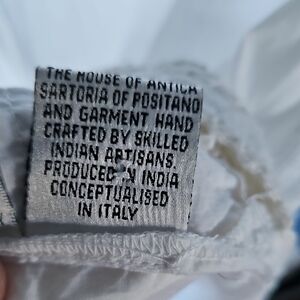 THE HOUSE OF ANTICA
SARTORIA OF POSITANO
AND GARMENT HAND
CRAFTED BY SKILLED
INDIAN ARTISANS.
PRODUCED IN INDIA
CONCEPTUALISED
IN ITALY